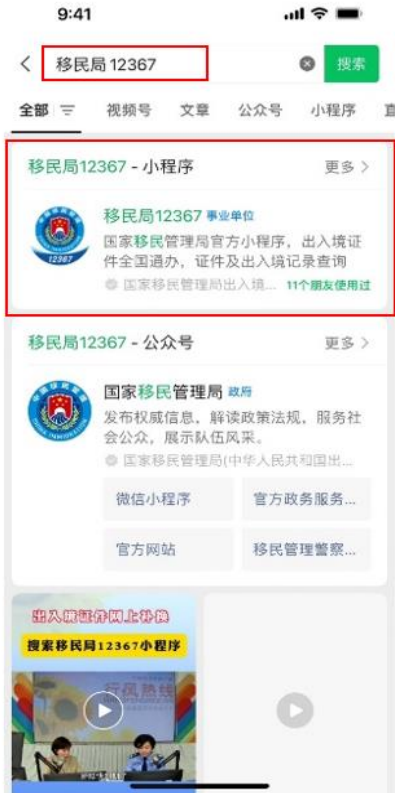 9:41
移民局 12367
搜索
全部 视频号 文章 公众号 小程序 直
移民局12367 - 小程序 更多
移民局12367 事业单位
国家移民管理局官方小程序，出入境证
件全国通办，证件及出入境记录查询
国家移民管理局出入境... 11个朋友使用过
12367
移民局12367 - 公众号 更多
国家移民管理局 政府
发布权威信息，解读政策法规，服务社
会公众，展示队伍风采。
国家移民管理局(中华人民共和国出...
微信小程序 官方政务服务...
官方网站 移民管理警察...
出入境证件网上补换
搜索移民局12367小程序
行风热线